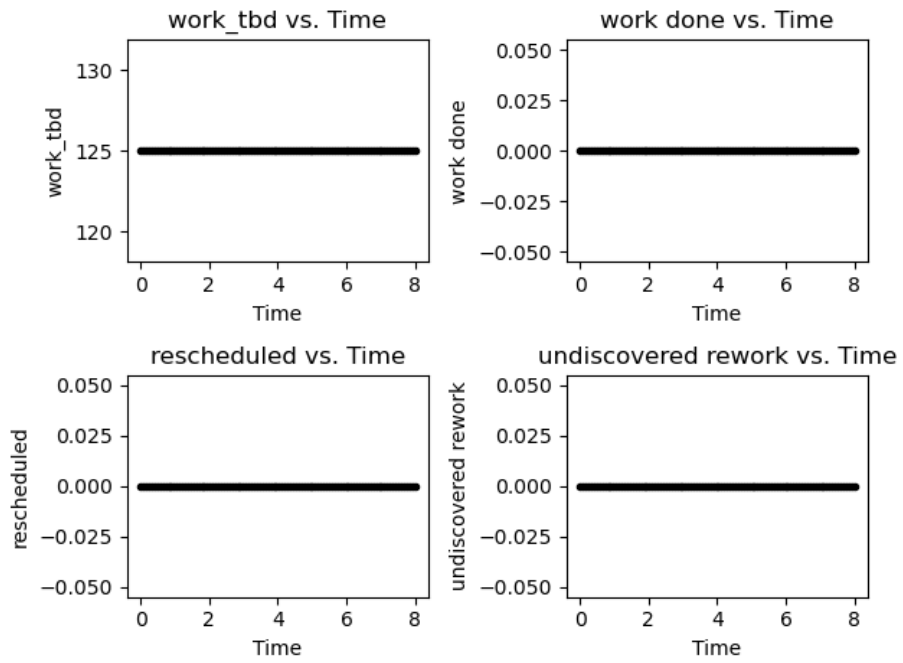 work_tbd vs. Time
work_tbd
130
125
120
0 2 4 6 8
Time
work done vs. Time
work done
0.050
0.025
0.000
−0.025
−0.050
0 2 4 6 8
Time
rescheduled vs. Time
rescheduled
0.050
0.025
0.000
−0.025
−0.050
0 2 4 6 8
Time
undiscovered rework vs. Time
undiscovered rework
0.050
0.025
0.000
−0.025
−0.050
0 2 4 6 8
Time